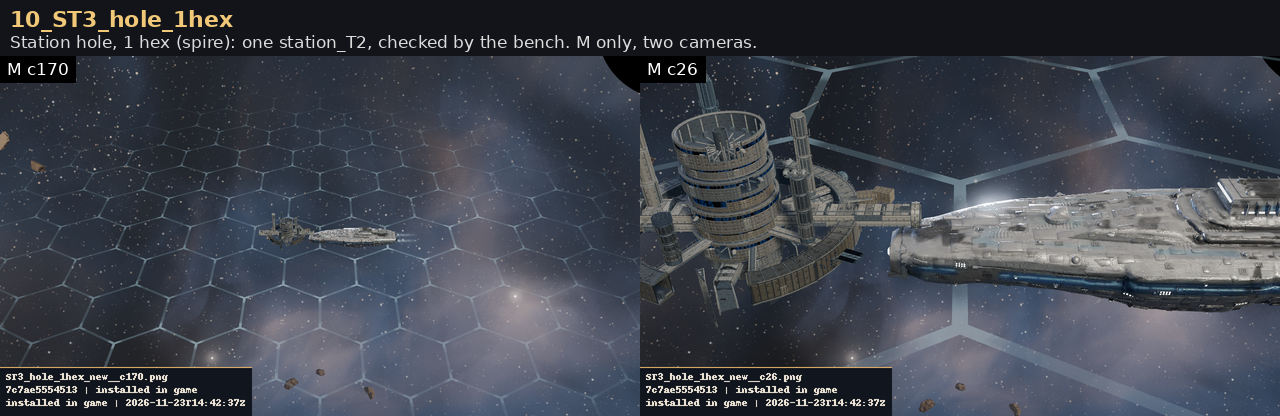 10_ST3_hole_1hex
Station hole, 1 hex (spire): one station_T2, checked by the bench. M only, two cameras.
M c170
M c26
ST3_hole_1hex_new__c170.png
7c7ae5554513 | installed in game
installed in game | 2026-11-23T14:42:37Z
ST3_hole_1hex_new__c26.png
7c7ae5554513 | installed in game
installed in game | 2026-11-23T14:42:37Z